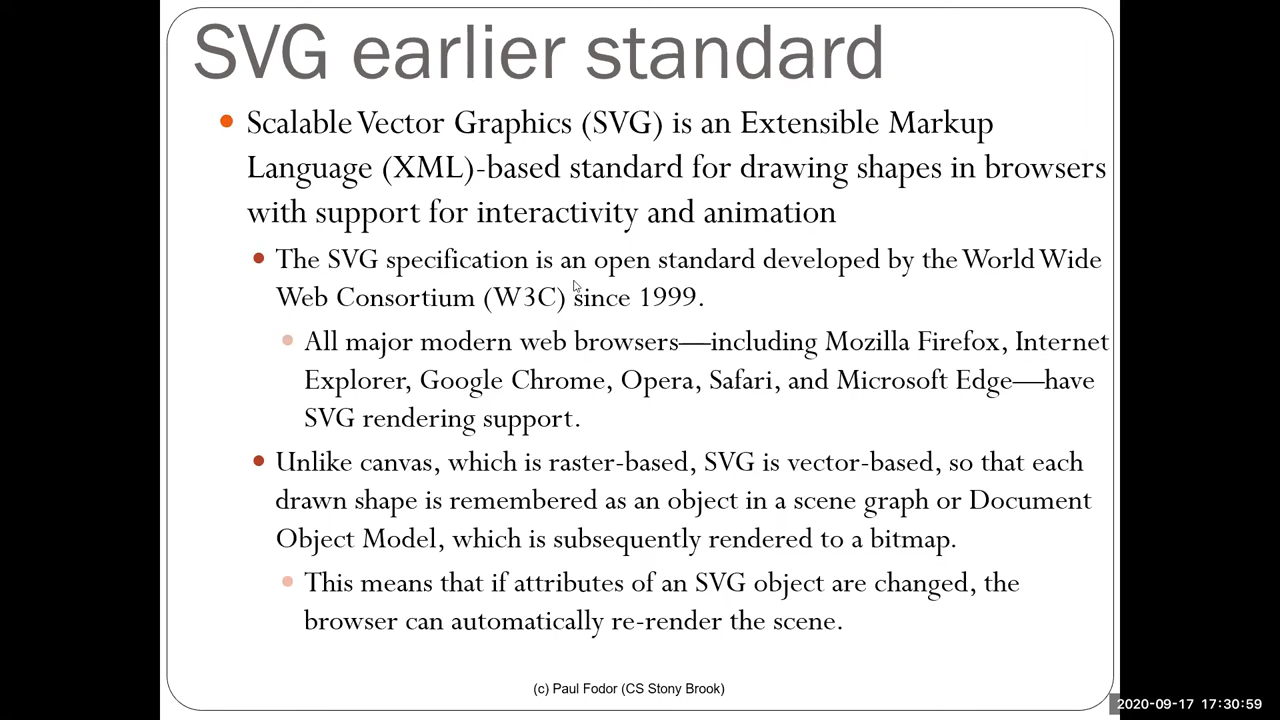 SVG earlier standard
Scalable Vector Graphics (SVG) is an Extensible Markup
Language (XML)-based standard for drawing shapes in browsers
with support for interactivity and animation
The SVG specification is an open standard developed by the World Wide
Web Consortium (W3C) since 1999.
All major modern web browsers—including Mozilla Firefox, Internet
Explorer, Google Chrome, Opera, Safari, and Microsoft Edge—have
SVG rendering support.
Unlike canvas, which is raster-based, SVG is vector-based, so that each
drawn shape is remembered as an object in a scene graph or Document
Object Model, which is subsequently rendered to a bitmap.
This means that if attributes of an SVG object are changed, the
browser can automatically re-render the scene.
(c) Paul Fodor (CS Stony Brook)
2020-09-17 17:30:59